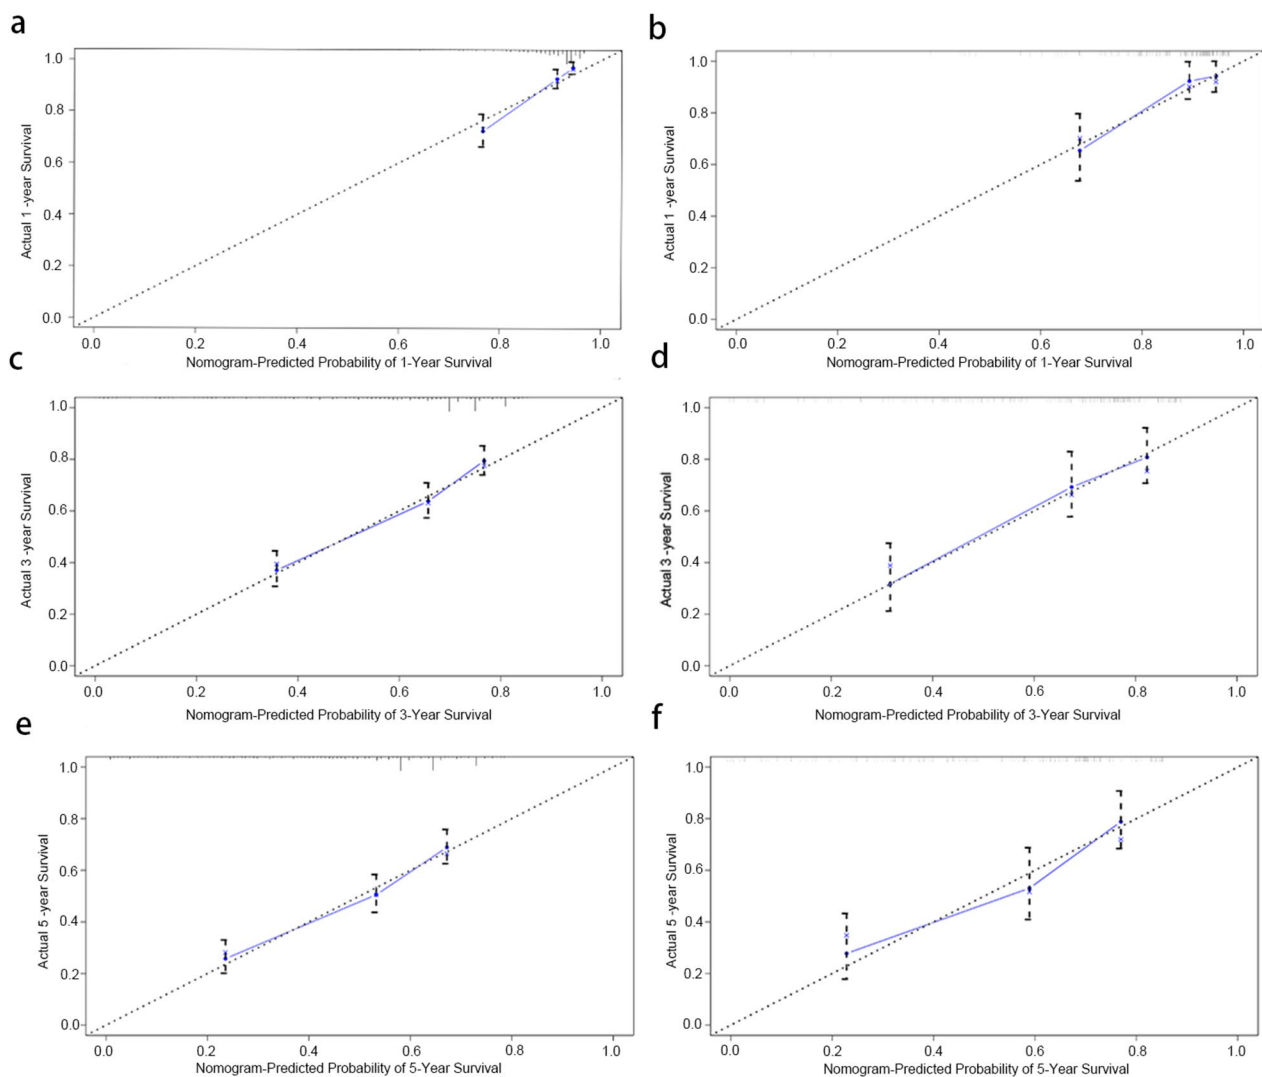 a
1.0
0.8
0.6
0.4
0.2
0.0
Actual 1 -year Survival
0.0 0.2 0.4 0.6 0.8 1.0
Nomogram-Predicted Probability of 1-Year Survival
b
1.0
0.8
0.6
0.4
0.2
0.0
Actual 1 -year Survival
0.0 0.2 0.4 0.6 0.8 1.0
Nomogram-Predicted Probability of 1-Year Survival
c
1.0
0.8
0.6
0.4
0.2
0.0
Actual 3 -year Survival
0.0 0.2 0.4 0.6 0.8 1.0
Nomogram-Predicted Probability of 3-Year Survival
d
1.0
0.8
0.6
0.4
0.2
0.0
Actual 3 -year Survival
0.0 0.2 0.4 0.6 0.8 1.0
Nomogram-Predicted Probability of 3-Year Survival
e
1.0
0.8
0.6
0.4
0.2
0.0
Actual 5 -year Survival
0.0 0.2 0.4 0.6 0.8 1.0
Nomogram-Predicted Probability of 5-Year Survival
f
1.0
0.8
0.6
0.4
0.2
0.0
Actual 5 -year Survival
0.0 0.2 0.4 0.6 0.8 1.0
Nomogram-Predicted Probability of 5-Year Survival